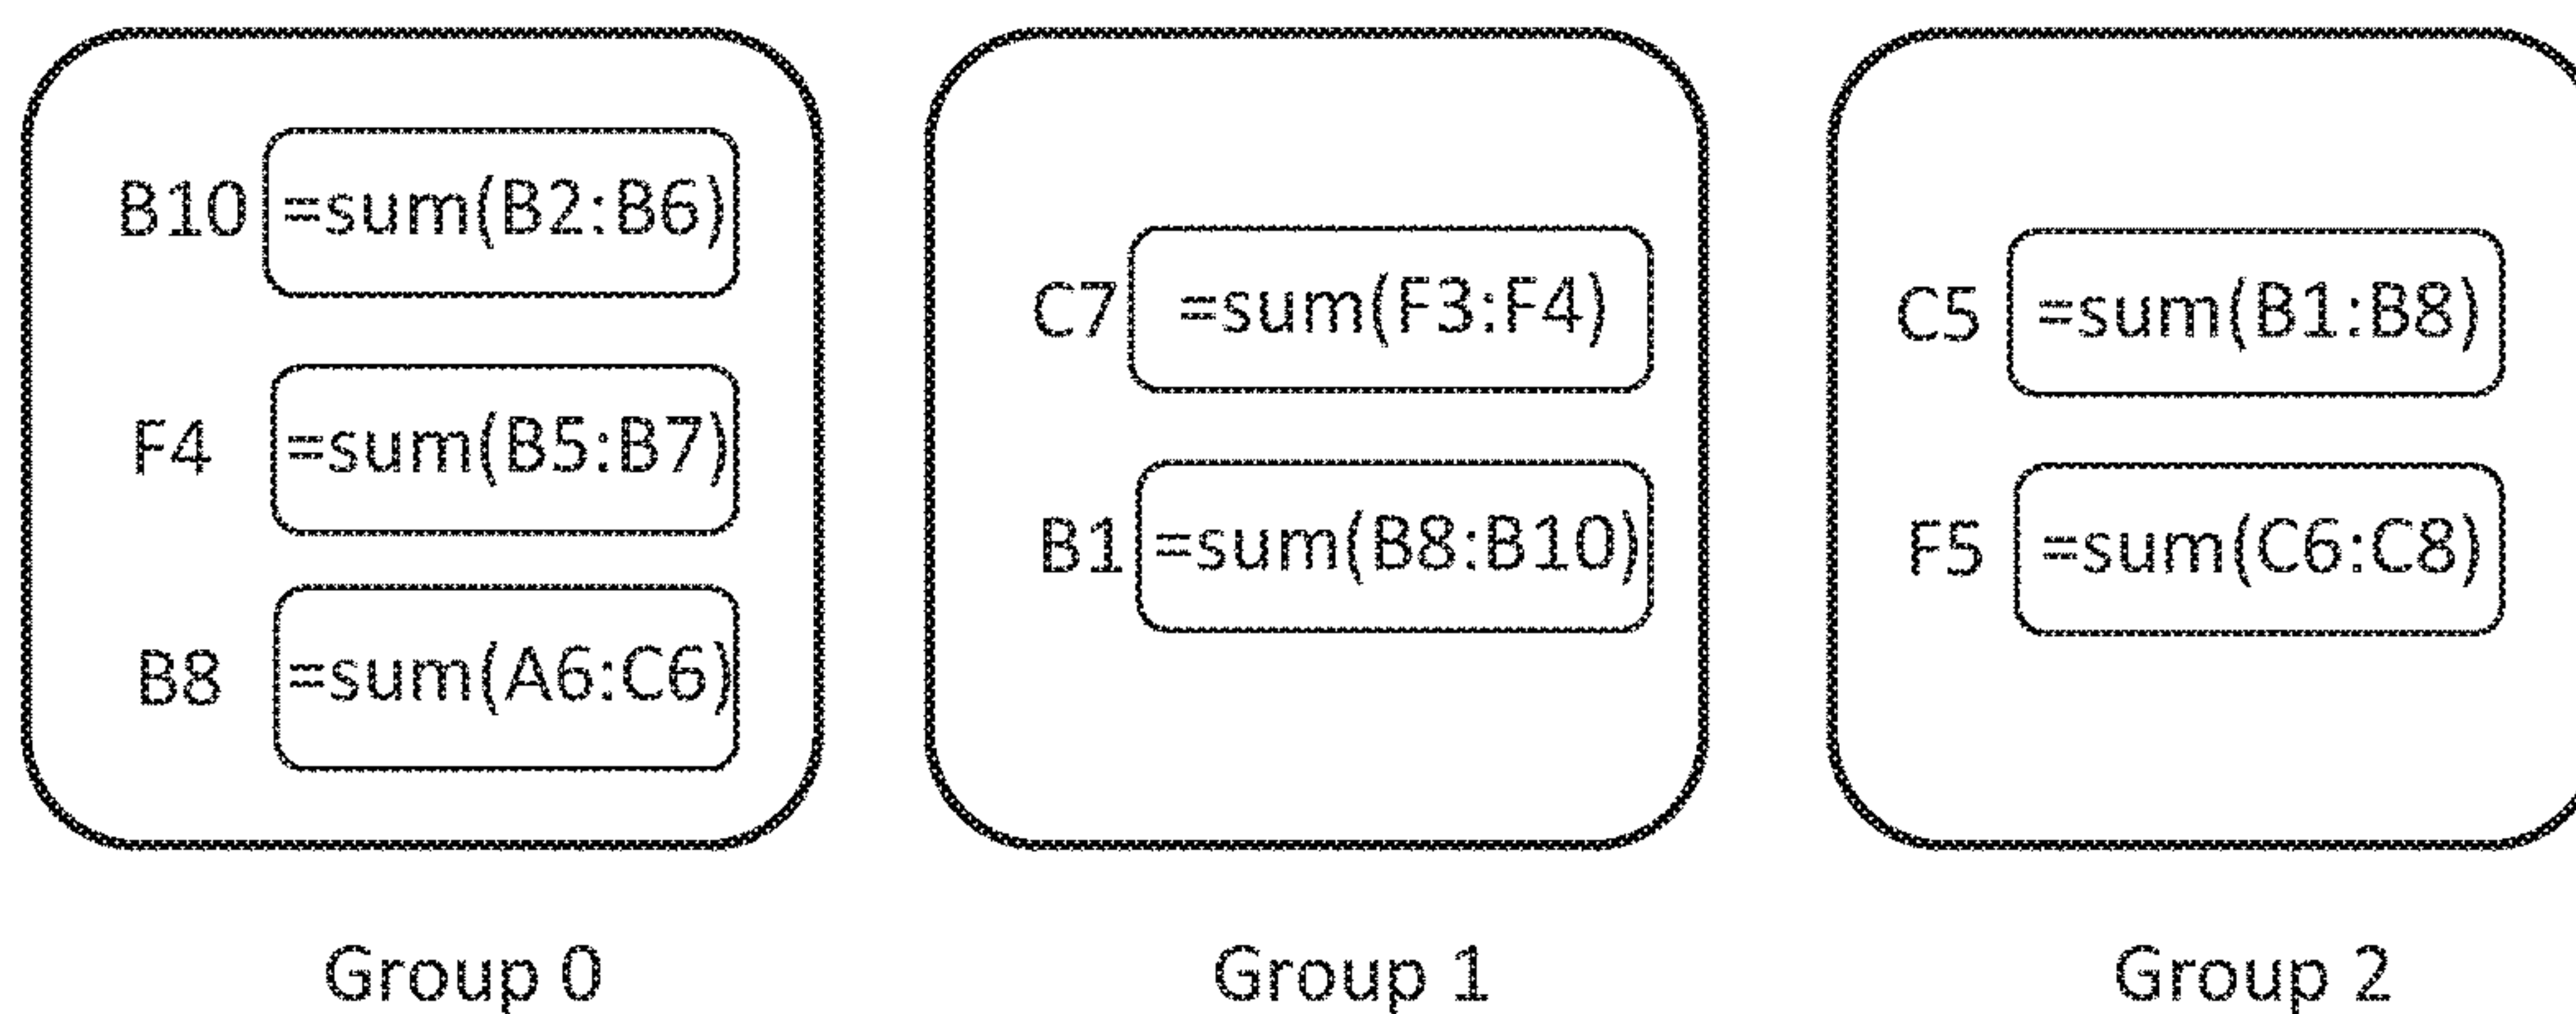 B10 =sum(B2:B6)
F4 =sum(B5:B7)
B8 =sum(A6:C6)
Group 0
C7 =sum(F3:F4)
B1 =sum(B8:B10)
Group 1
C5 =sum(B1:B8)
F5 =sum(C6:C8)
Group 2